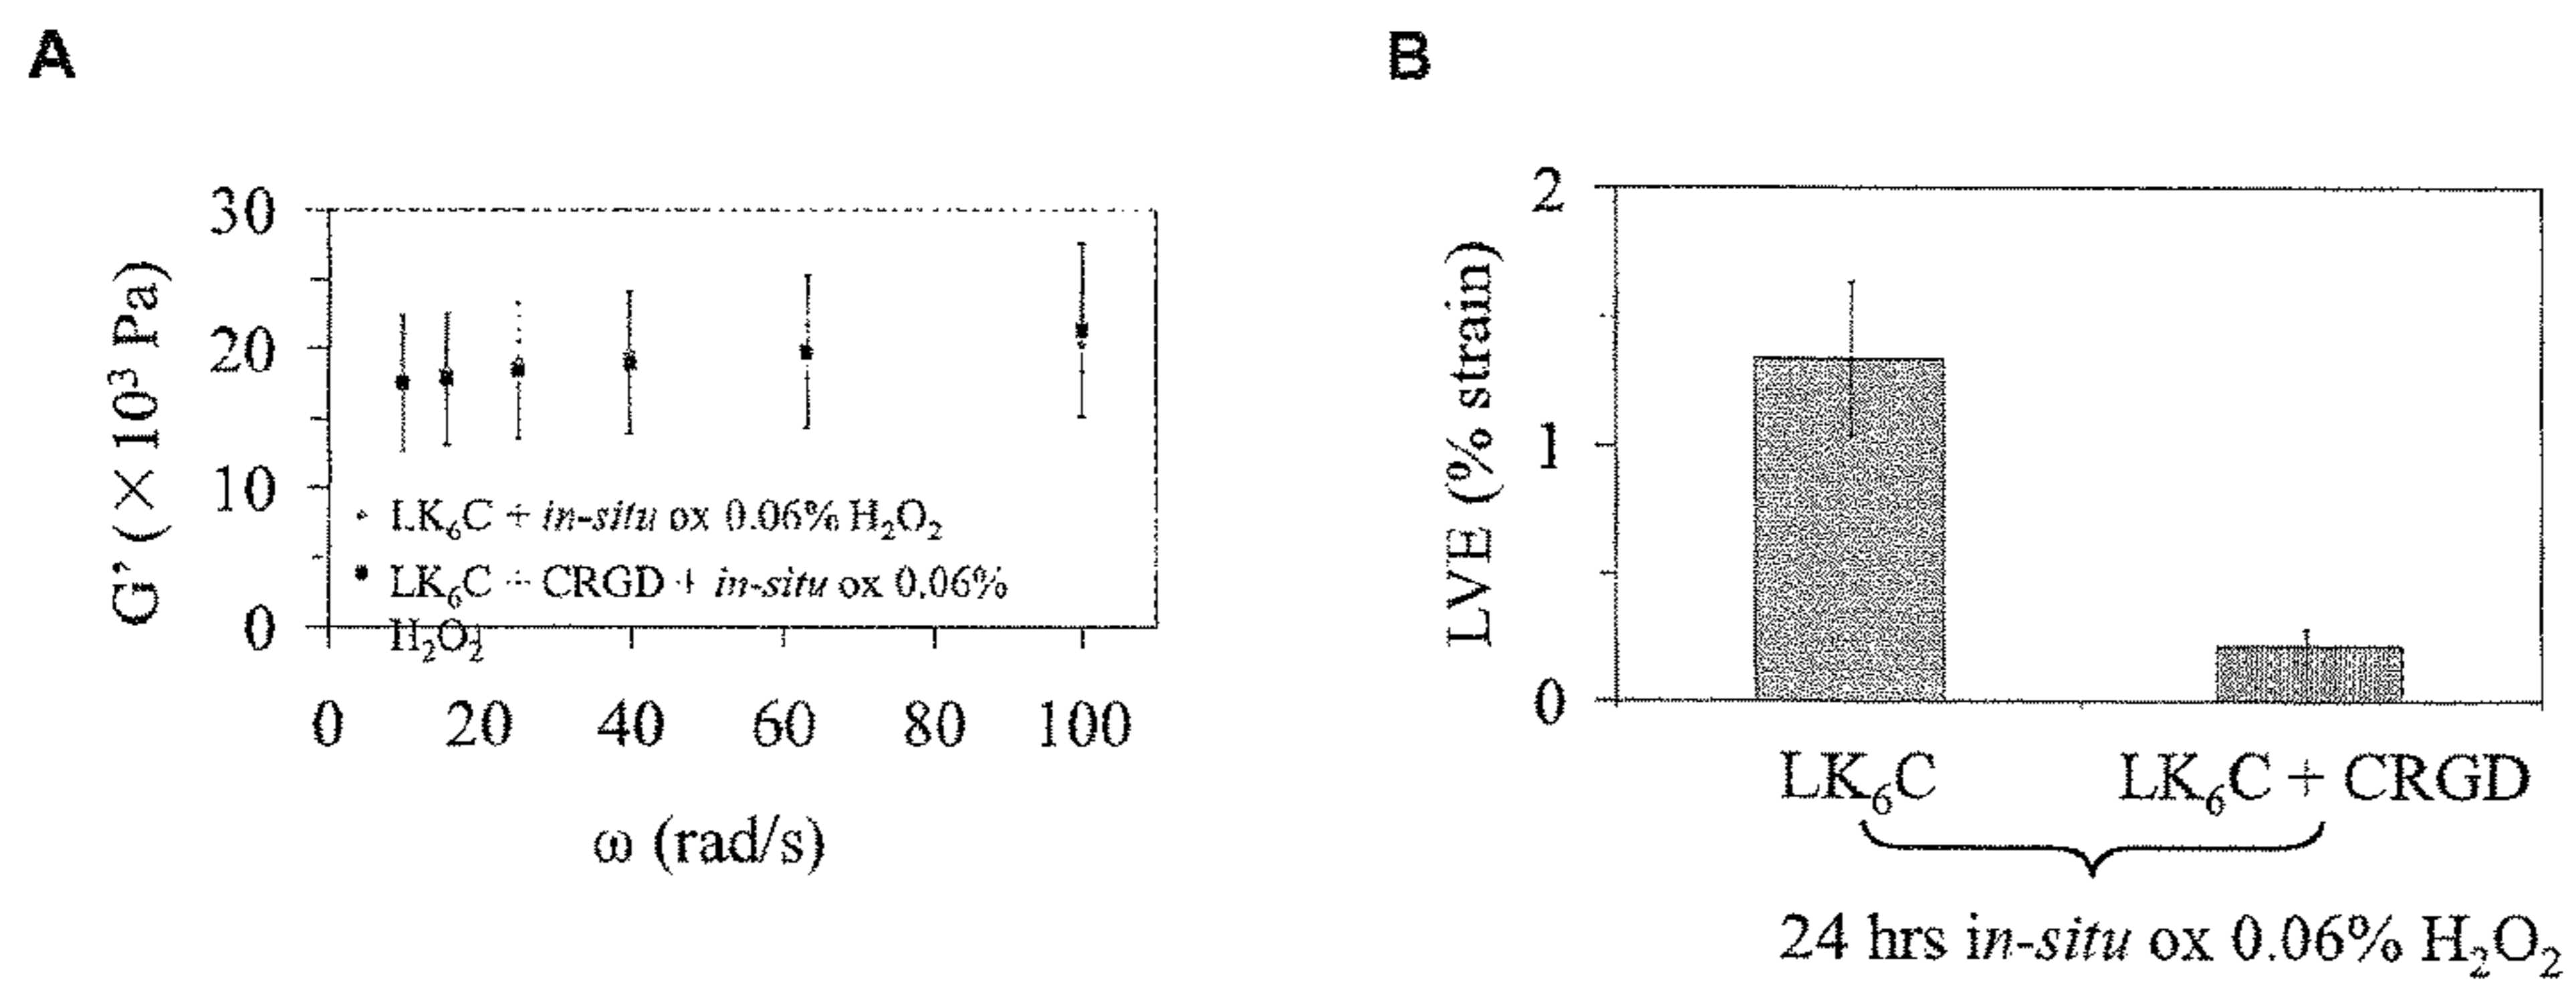 A
B
30
20
10
0
G' (×10³ Pa)
LK₆C + in-situ ox 0.06% H₂O₂
LK₆C + CRGD + in-situ ox 0.06%
H₂O₂
0 20 40 60 80 100
ω (rad/s)
2
1
0
LVE (% strain)
LK₆C LK₆C + CRGD
24 hrs in-situ ox 0.06% H₂O₂